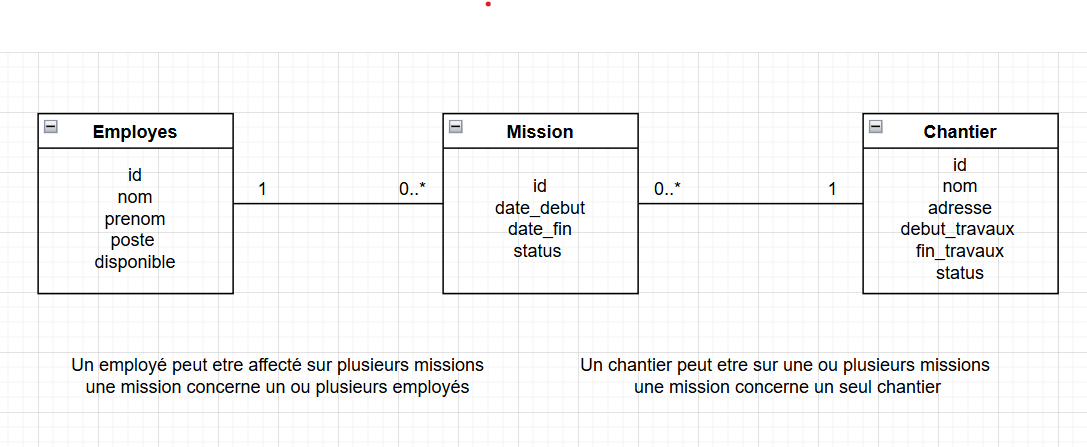 Employes
id
nom
prenom
poste
disponible
1
0..*
Mission
id
date_debut
date_fin
status
0..*
1
Chantier
id
nom
adresse
debut_travaux
fin_travaux
status
Un employé peut etre affecté sur plusieurs missions
une mission concerne un ou plusieurs employés
Un chantier peut etre sur une ou plusieurs missions
une mission concerne un seul chantier